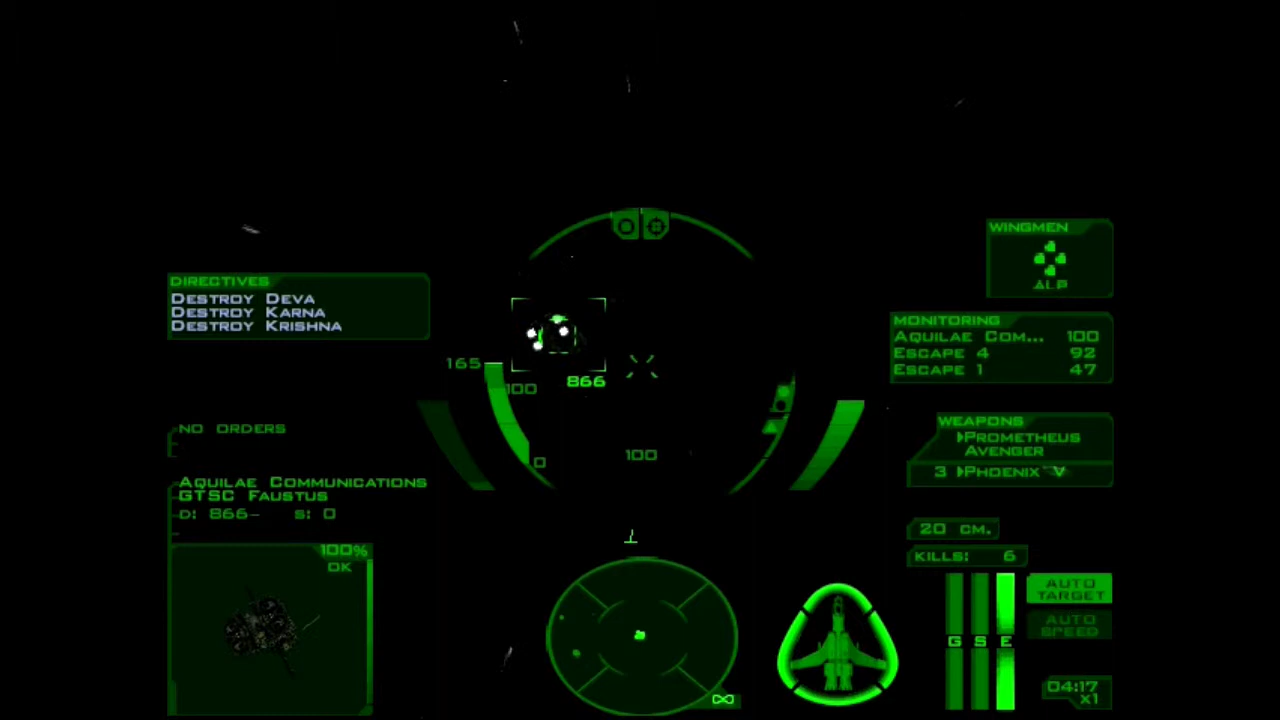 WINGMEN
ALP
DIRECTIVES
DESTROY DEVA
DESTROY KARNA
DESTROY KRISHNA
MONITORING
AQUILAE COM... 100
ESCAPE 4 92
ESCAPE 1 47
165
100
866
0
100
NO ORDERS
WEAPONS
PROMETHEUS
AVENGER
3 PHOENIX V
AQUILAE COMMUNICATIONS
GTSC FAUSTUS
D: 866- S: 0
20 CM.
KILLS: 6
100%
OK
AUTO
TARGET
AUTO
SPEED
G S E
04:17
X1